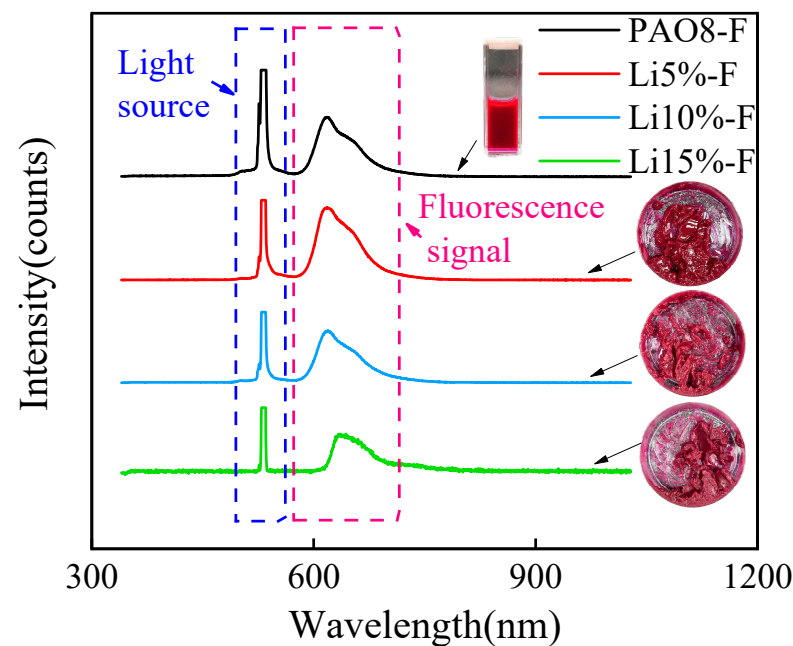 PAO8-F
Li5%-F
Li10%-F
Li15%-F
Light
source
Fluorescence
signal
Intensity(counts)
300
600
900
1200
Wavelength(nm)